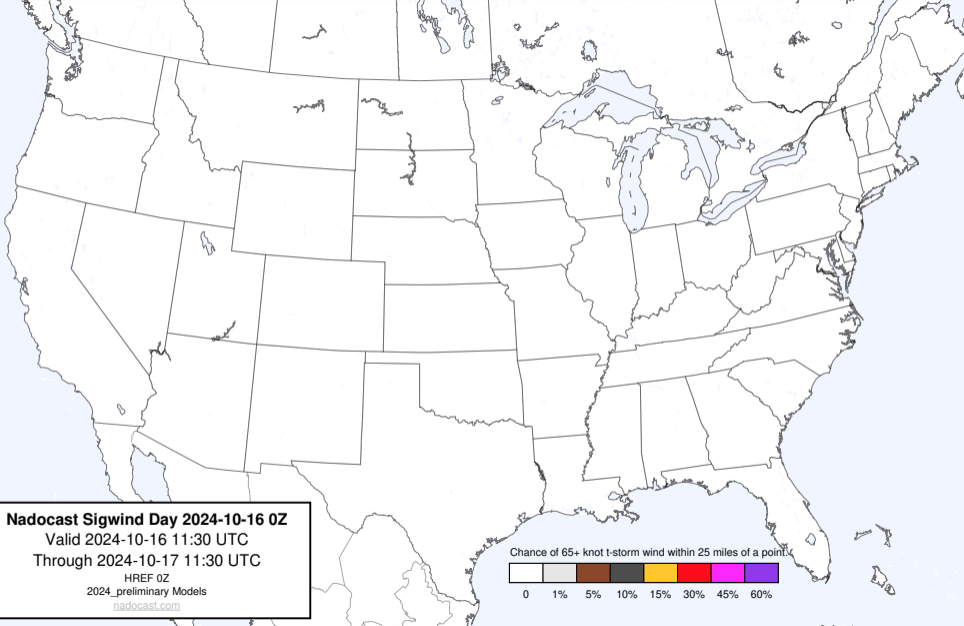 Nadocast Sigwind Day 2024-10-16 0Z
Valid 2024-10-16 11:30 UTC
Through 2024-10-17 11:30 UTC
HREF 0Z
2024_preliminary Models
nadocast.com
Chance of 65+ knot t-storm wind within 25 miles of a point.
0 1% 5% 10% 15% 30% 45% 60%